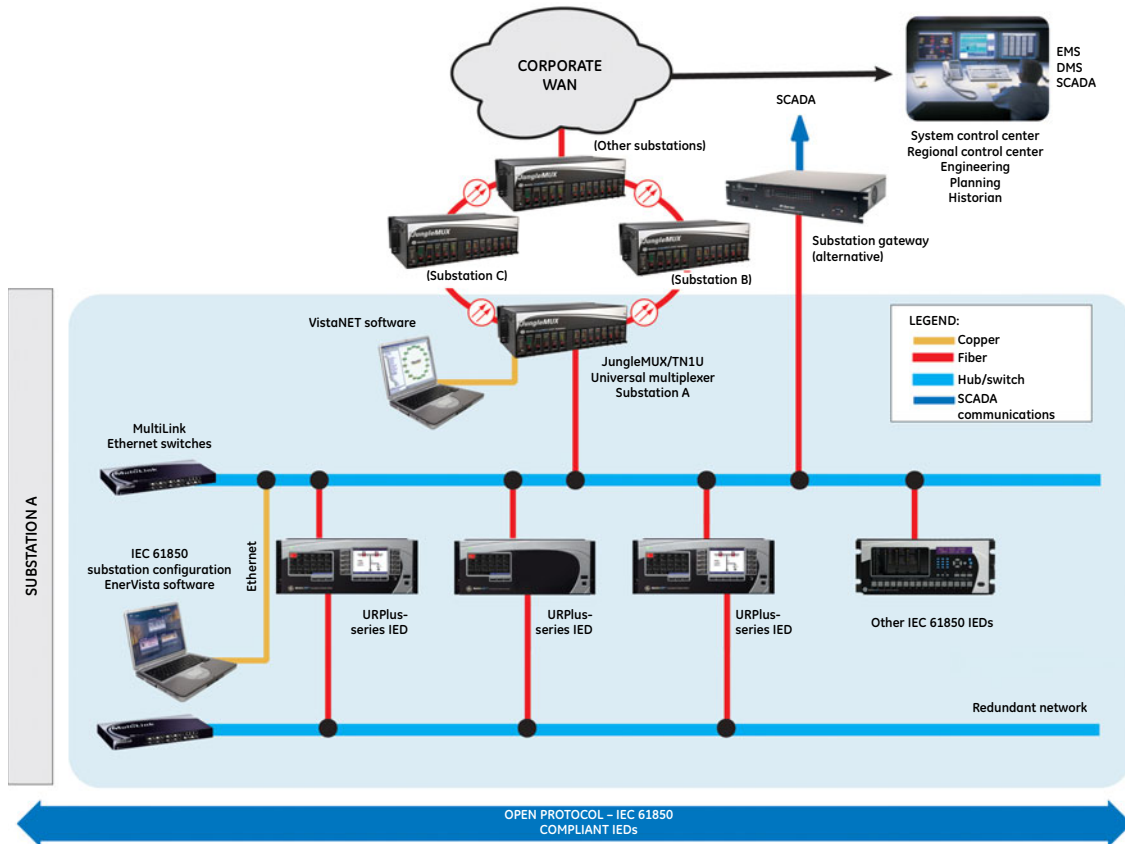 CORPORATE
WAN
EMS
DMS
SCADA
SCADA
System control center
Regional control center
Engineering
Planning
Historian
(Other substations)
JungleMUX
JungleMUX
JungleMUX
(Substation C)
(Substation B)
Substation gateway
(alternative)
JungleMUX
VistaNET software
JungleMUX/TN1U
Universal multiplexer
Substation A
LEGEND:
Copper
Fiber
Hub/switch
SCADA
communications
SUBSTATION A
MultiLink
Ethernet switches
MultiLink
Ethernet
IEC 61850
substation configuration
EnerVista software
URPlus-
series IED
URPlus-
series IED
URPlus-
series IED
Other IEC 61850 IEDs
MultiLink
Redundant network
OPEN PROTOCOL – IEC 61850
COMPLIANT IEDs